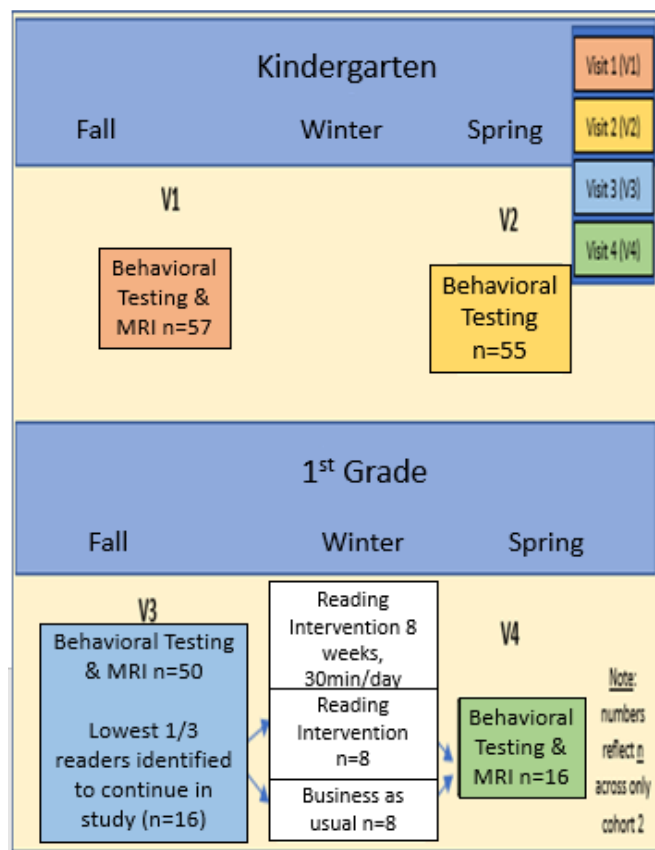 Kindergarten
Fall
Winter
Spring
Visit 1 (V1)
Visit 2 (V2)
Visit 3 (V3)
Visit 4 (V4)
V1
Behavioral
Testing &
MRI n=57
V2
Behavioral
Testing
n=55
1st Grade
Fall
Winter
Spring
V3
Behavioral Testing
& MRI n=50
Lowest 1/3
readers identified
to continue in
study (n=16)
Reading
Intervention 8
weeks,
30min/day
Reading
Intervention
n=8
Business as
usual n=8
V4
Behavioral
Testing &
MRI n=16
Note:
numbers
reflect n
across only
cohort 2